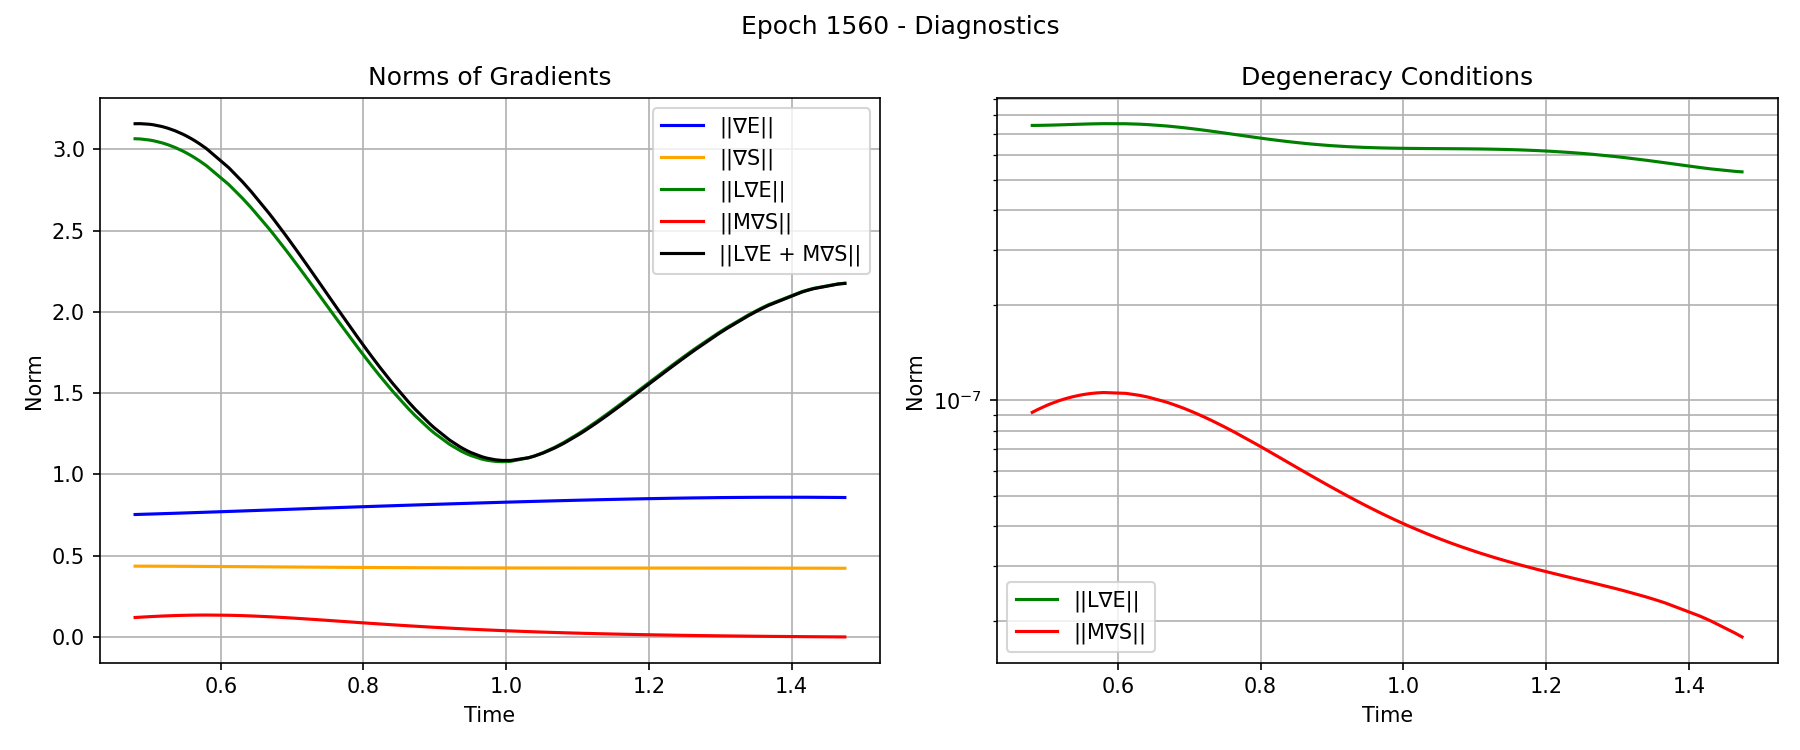 Epoch 1560 - Diagnostics
Norms of Gradients
Norm
3.0
2.5
2.0
1.5
1.0
0.5
0.0
||∇E||
||∇S||
||L∇E||
||M∇S||
||L∇E + M∇S||
0.6 0.8 1.0 1.2 1.4
Time
Degeneracy Conditions
Norm
10⁻⁷
||L∇E||
||M∇S||
0.6 0.8 1.0 1.2 1.4
Time